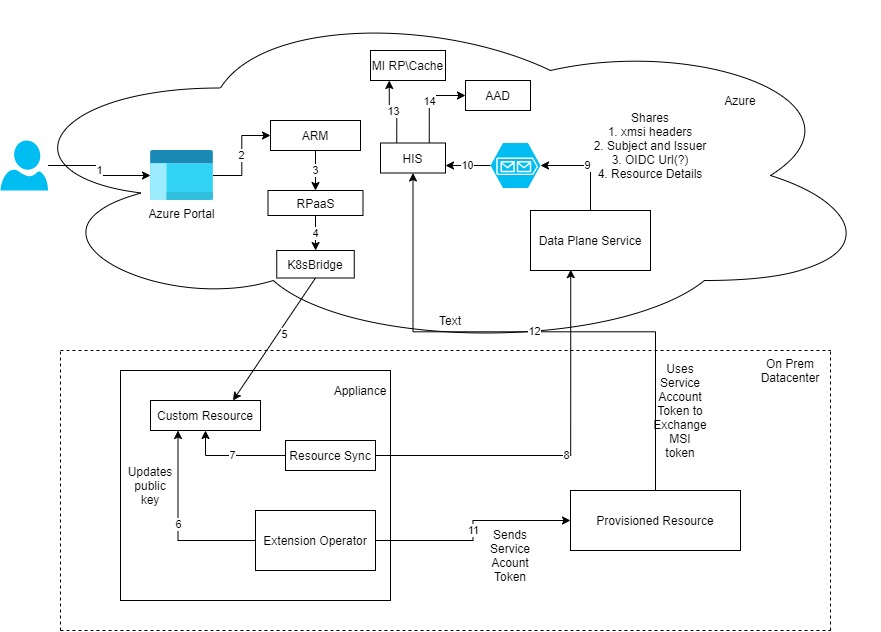 MI RP\Cache
AAD
Azure
13
14
Shares
1. xmsi headers
2. Subject and Issuer
3. OIDC Url(?)
4. Resource Details
ARM
2
HIS
10
9
1
3
Azure Portal
RPaaS
4
K8sBridge
Data Plane Service
5
Text
12
On Prem
Datacenter
Uses
Service
Account
Token to
Exchange
MSI
token
Appliance
Custom Resource
7
Resource Sync
8
Updates
public
key
6
Extension Operator
11
Sends
Service
Acount
Token
Provisioned Resource